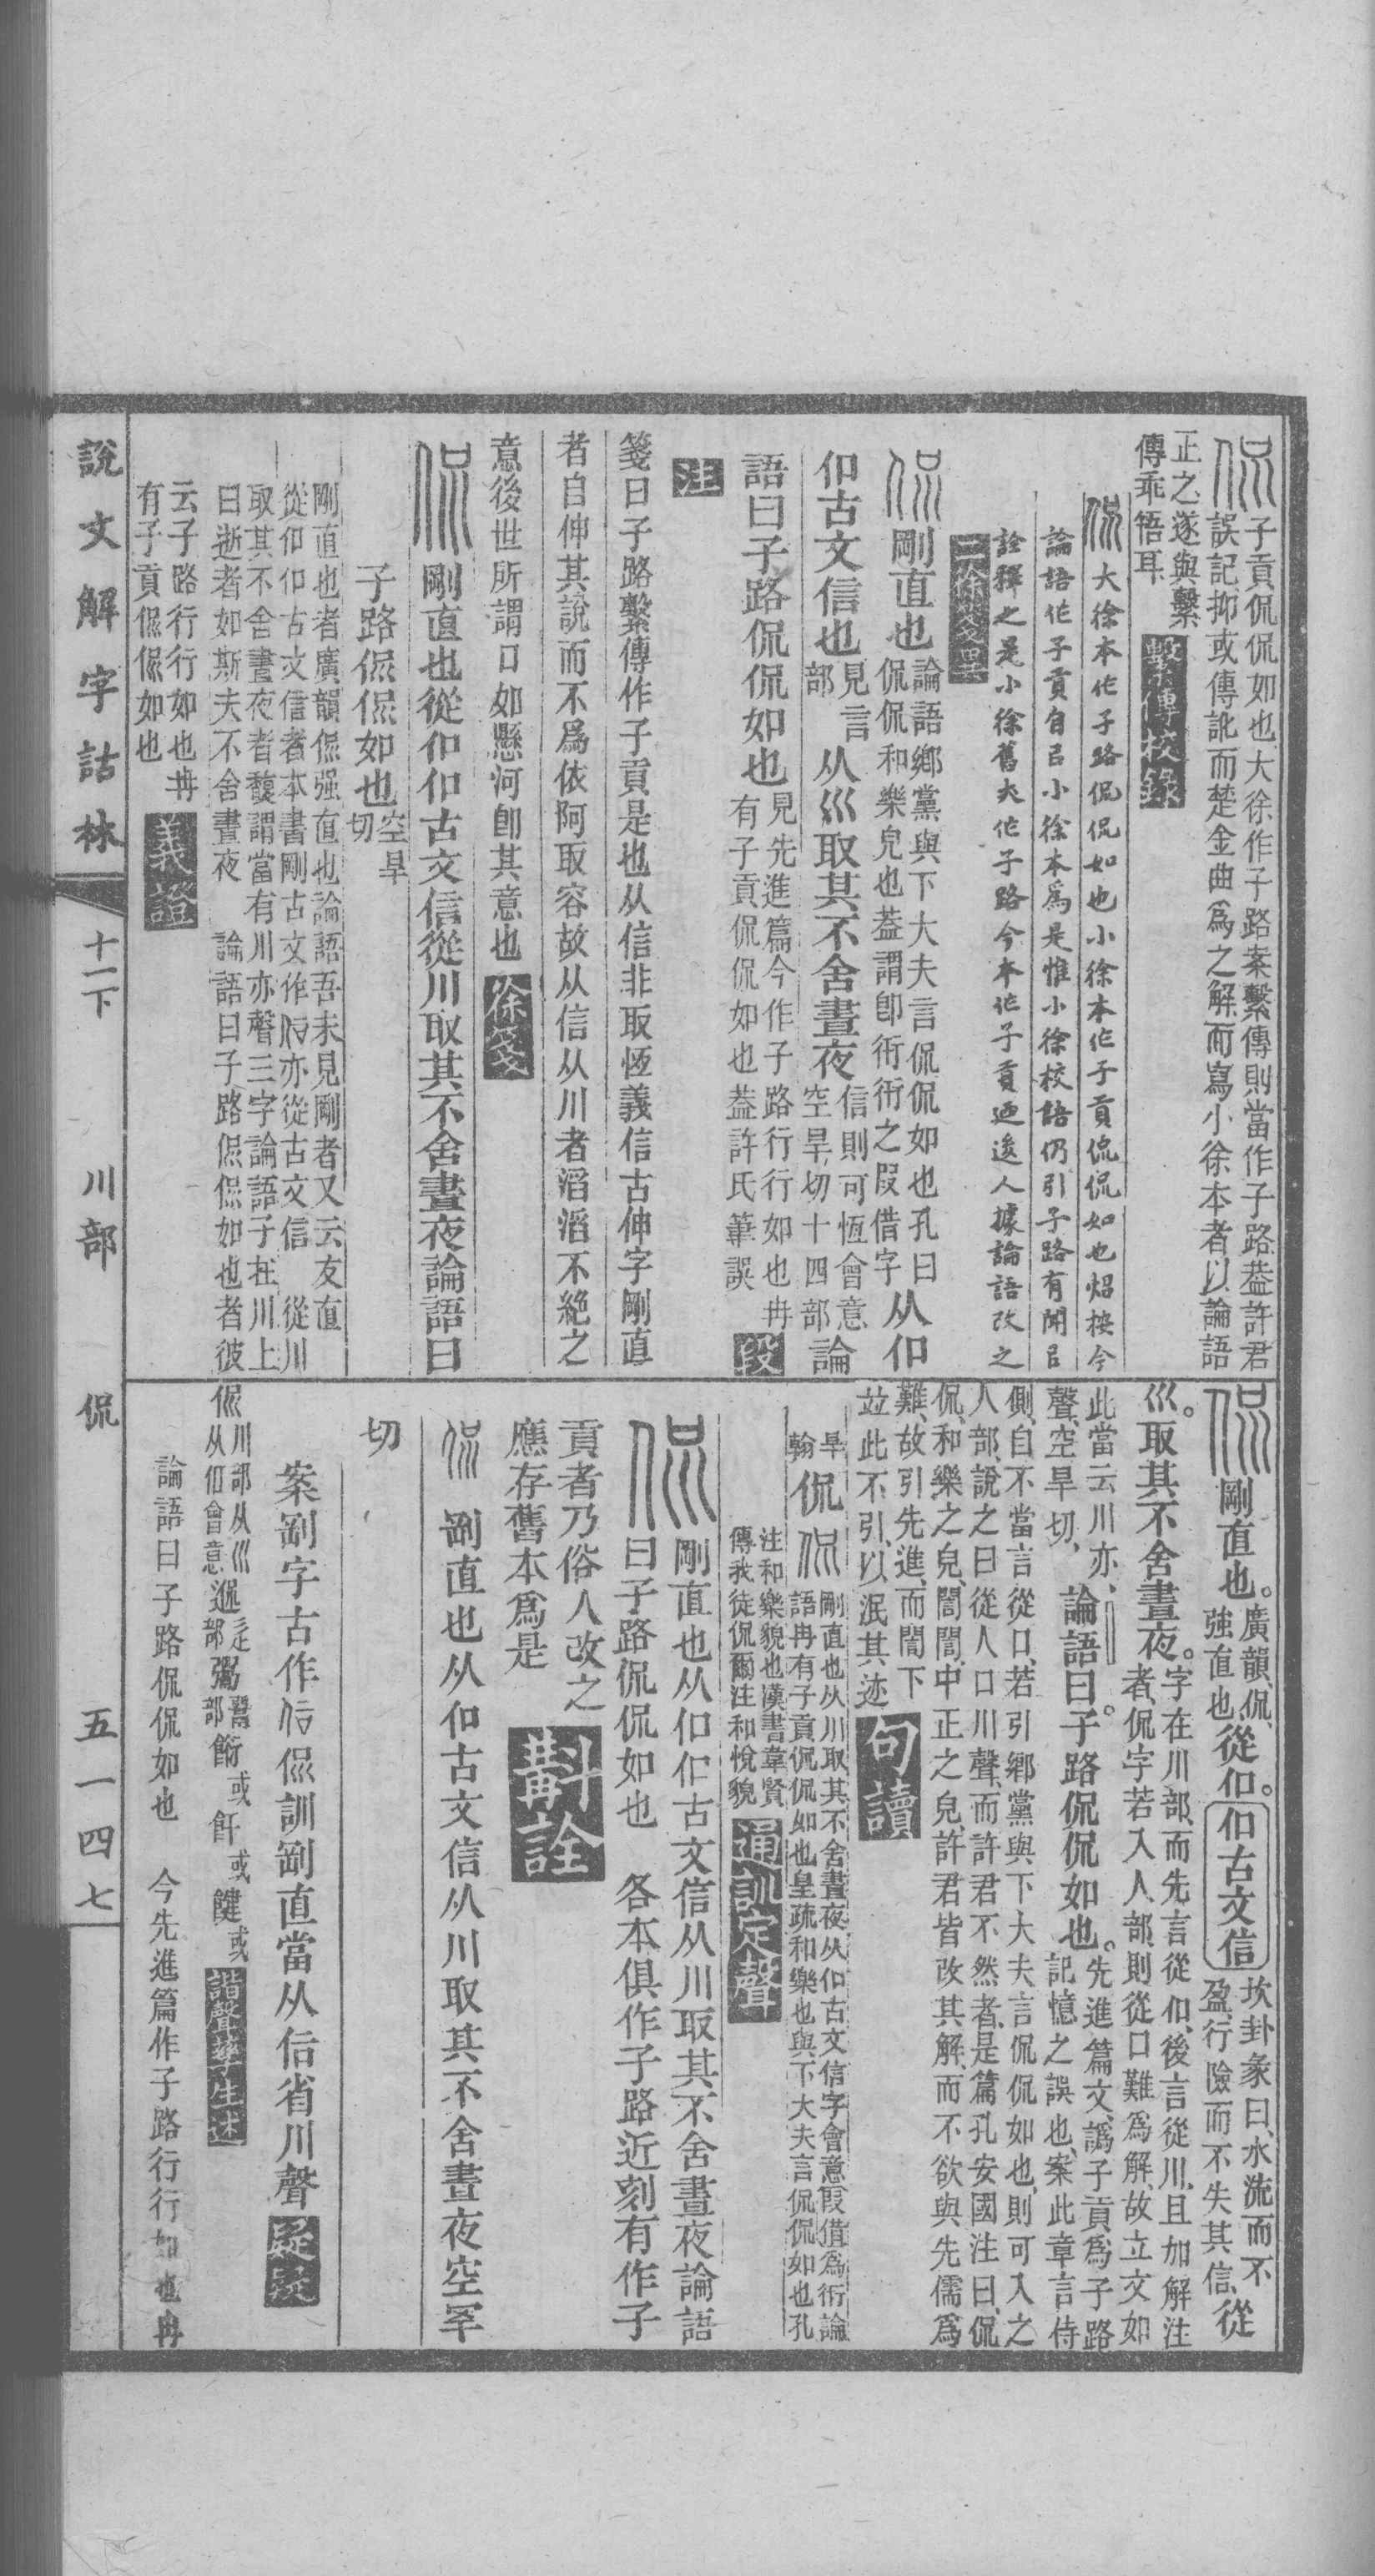 侃
子貢侃侃如也大徐作子路案繫傳則當作子路葢許君
誤記抑或傳訛而楚金曲爲之解而寫小徐本者以論語
正之遂與繫
傳乖牾耳
繫傳校錄
侃
大徐本作子路侃侃如也小徐本作子貢侃侃如也焻按今
論語作子貢自㠯小徐本爲是惟小徐校語仍引子路有聞㠯
詮釋之是小徐舊夫作子路今本作子貢迺後人據論語改之
二徐箋異
侃
剛直也
論語鄉黨與下大夫言侃侃如也孔曰
侃侃和樂皃也葢謂卽衎衎之叚借字
从㐰
㐰古文信也
見言
部
从巛取其不舍晝夜
信則可恆會意
空旱切十四部
論
語曰子路侃侃如也
見先進篇今作子路行行如也冉
有子貢侃侃如也葢許氏筆誤
段
注
箋曰子路繫傳作子貢是也从信非取恆義信古伸字剛直
者自伸其說而不爲依阿取容故从信从川者滔滔不絕之
意後世所謂口如懸河卽其意也
徐箋
侃
剛直也從㐰㐰古文信從川取其不舍晝夜論語曰
子路侃侃如也
空旱
切
剛直也者廣韻侃强直也論語吾未見剛者又云友直
從㐰㐰古文信者本書剛古文作㐰亦從古文信 從川
取其不舍晝夜者馥謂當有川亦聲三字論語子在川上
曰逝者如斯夫不舍晝夜 論語曰子路侃侃如也者彼
云子路行行如也冉
有子貢侃侃如也
義證
侃
剛直也。
廣韻、侃、
強直也
從㐰。
㐰古文信
坎卦彖曰、水流而不
盈、行險而不失其信、
從
巛。取其不舍晝夜。
字在川部、而先言從㐰、後言從川、且加解注
者、侃字若入人部、則從口難爲解、故立文如
此當云川亦、
聲、空旱切、
論語曰。子路侃侃如也。
先進篇文、譌子貢爲子路
記憶之誤也、案此章言侍
側、自不當言從口、若引鄉黨與下大夫言侃侃如也、則可入之
人部、說之曰從人口川聲、而許君不然者、是篇孔安國注曰、侃
侃、和樂之皃、誾誾、中正之皃、許君皆改其解、而不欲與先儒爲
難、故引先進、而誾下
竝此不引、以泯其迹
句讀
旱
翰
侃
侃
剛直也从川取其不舍晝夜从㐰古文信字會意叚借爲衎論
語冉有子貢侃侃如也皇疏和樂也與下大夫言侃侃如也孔
注和樂貌也漢書韋賢
傳我徒侃爾注和悅貌
通訓定聲
侃
剛直也从㐰㐰古文信从川取其不舍晝夜論語
曰子路侃侃如也 各本俱作子路近刻有作子
貢者乃俗人改之
應存舊本爲是
斠詮
侃
剛直也从㐰古文信从川取其不舍晝夜空罕
切
案剛字古作㐰侃訓剛直當从㐰省川聲
疑疑
侃
川部从巛
从㐰會意
諐
辵
部
粥
䰜
部
餰
或
飦
或
鍵
或
諧聲孳生述
論語曰子路侃侃如也 今先進篇作子路行行如也冉
說文解字詁林
十一下
川部
侃
五一四七